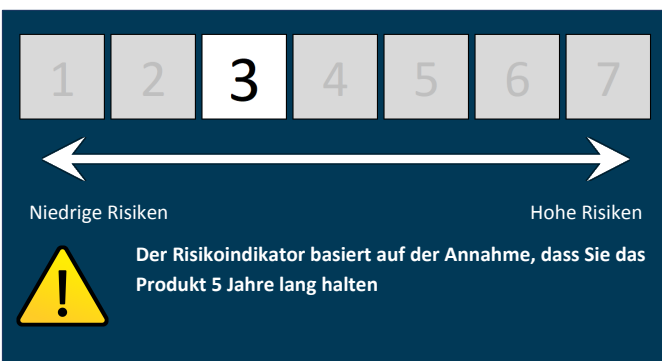 1 2 3 4 5 6 7
Niedrige Risiken Hohe Risiken
Der Risikoindikator basiert auf der Annahme, dass Sie das
Produkt 5 Jahre lang halten